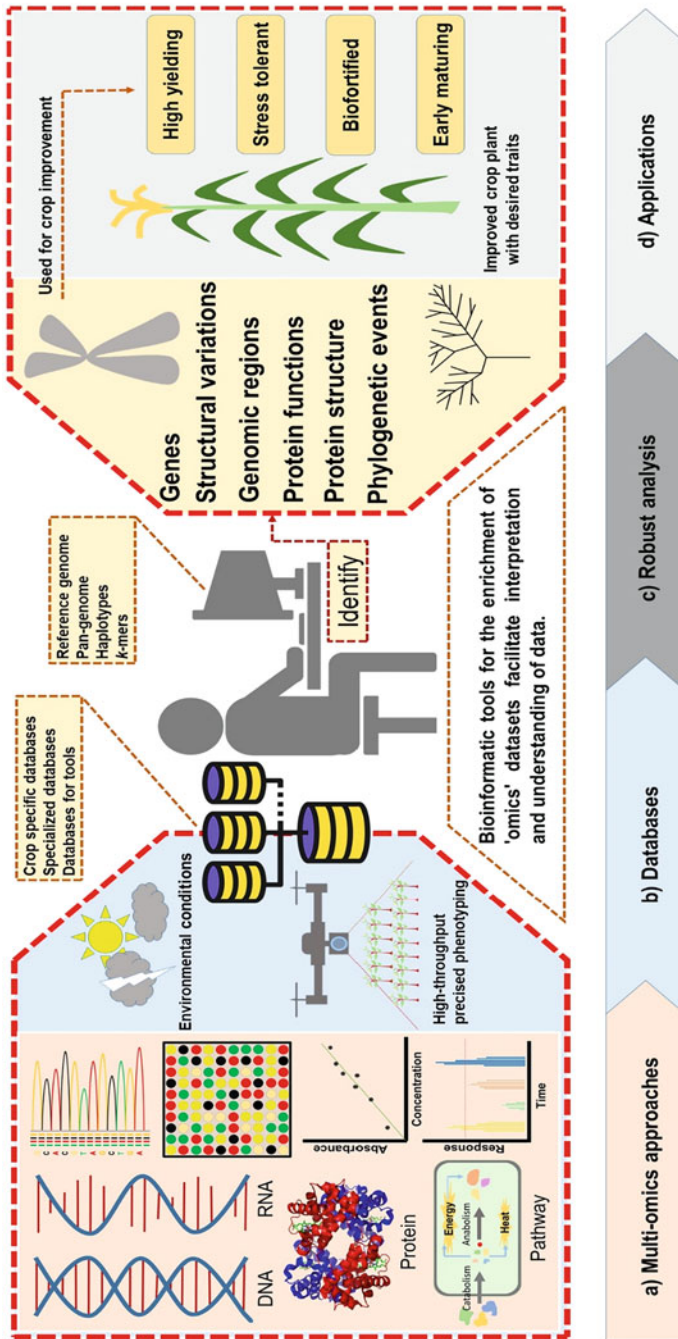 DNA
RNA
G C A C U T A G C T G A
Protein
Absorbance
Concentration
Catabolism
Energy
Anabolism
Heat
Pathway
Response
Time
Environmental conditions
High-throughput
precised phenotyping
Crop specific databases
Specialized databases
Databases for tools
Reference genome
Pan-genome
Haplotypes
k-mers
Identify
Bioinformatic tools for the enrichment of
'omics' datasets facilitate interpretation
and understanding of data.
Genes
Structural variations
Genomic regions
Protein functions
Protein structure
Phylogenetic events
Used for crop improvement
High yielding
Stress tolerant
Biofortified
Early maturing
Improved crop plant
with desired traits
a) Multi-omics approaches
b) Databases
c) Robust analysis
d) Applications